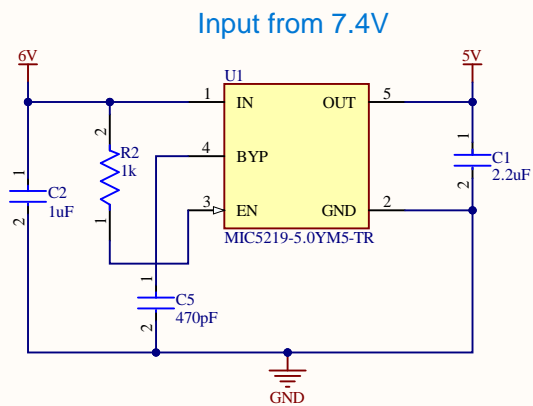 Input from 7.4V
6V
5V
U1
1
IN
OUT
5
2
R2
1k
4
BYP
1
C1
2.2uF
2
1
C2
1uF
2
1
3
EN
GND
2
MIC5219-5.0YM5-TR
1
C5
470pF
2
GND